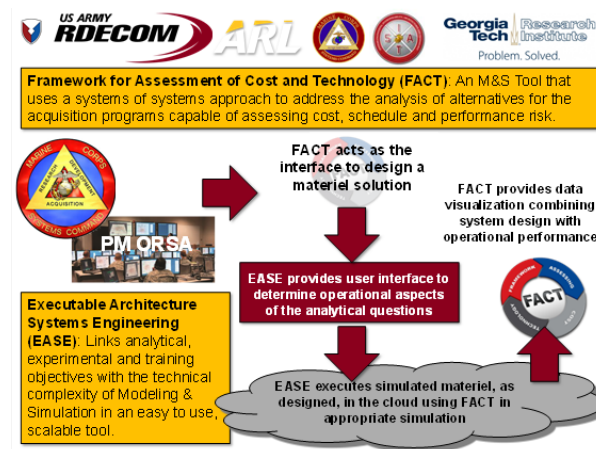 US ARMY
RDECOM
ARL
Georgia
Tech
Research
Institute
Problem. Solved.
Framework for Assessment of Cost and Technology (FACT): An M&S Tool that
uses a systems of systems approach to address the analysis of alternatives for the
acquisition programs capable of assessing cost, schedule and performance risk.
MARINE CORPS
RESEARCH
DEVELOPMENT
ACQUISITION
SYSTEMS COMMAND
PM ORSA
FACT acts as the
interface to design a
materiel solution
FACT provides data
visualization combining
system design with
operational performance
EASE provides user interface to
determine operational aspects
of the analytical questions
FRAMEWORK
ASSESSING
COST
TECHNOLOGY
FACT
Executable Architecture
Systems Engineering
(EASE): Links analytical,
experimental and training
objectives with the technical
complexity of Modeling &
Simulation in an easy to use,
scalable tool.
EASE executes simulated materiel, as
designed, in the cloud using FACT in
appropriate simulation